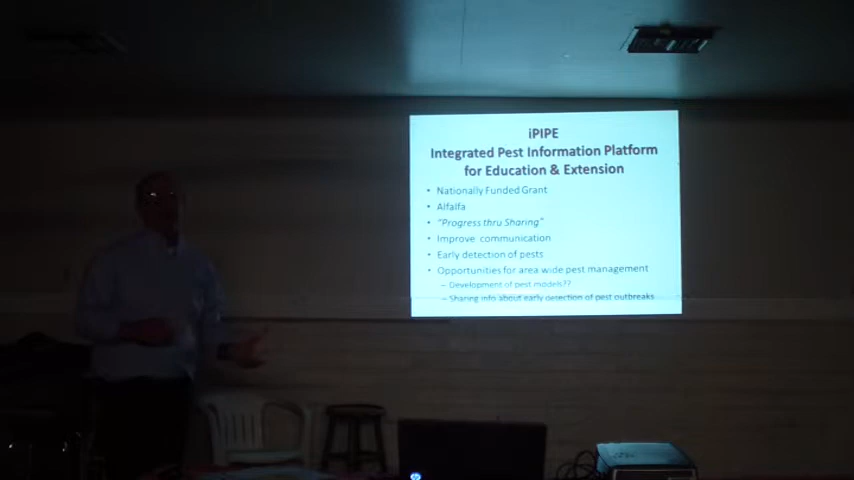 iPIPE
Integrated Pest Information Platform
for Education & Extension
• Nationally Funded Grant
• Alfalfa
• "Progress thru Sharing"
• Improve communication
• Early detection of pests
• Opportunities for area wide pest management
– Development of pest models??
– Sharing info about early detection of pest outbreaks
hp